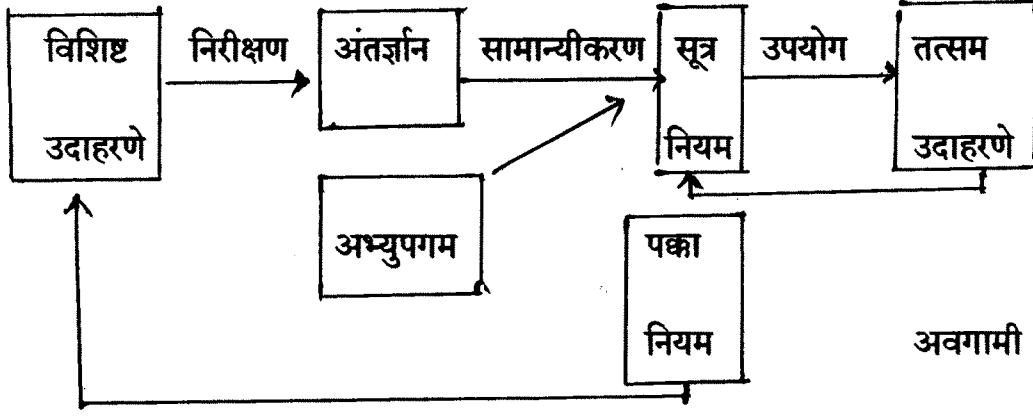 विशिष्ट निरीक्षण अंतर्ज्ञान सामान्यीकरण सूत्र उपयोग तत्सम
उदाहरणे नियम उदाहरणे
अभ्युपगम पक्का
नियम अवगामी